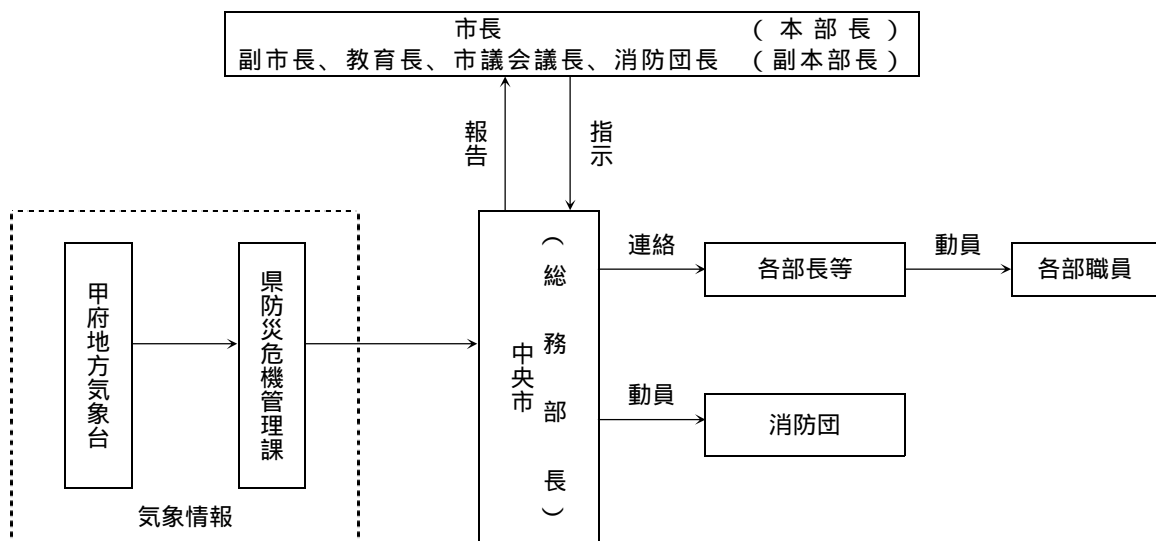 市長 (本部長)
副市長、教育長、市議会議長、消防団長 (副本部長)
報告
指示
甲府地方気象台
県防災危機管理課
気象情報
中央市
(総務部長)
連絡
各部長等
動員
各部職員
動員
消防団